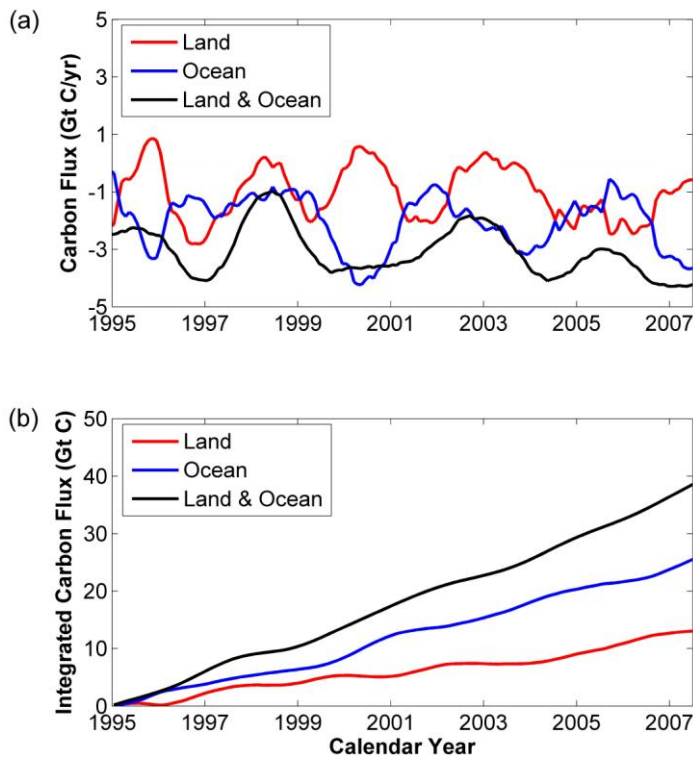 (a)
Carbon Flux (Gt C/yr)
5
3
1
-1
-3
-5
Land
Ocean
Land & Ocean
1995 1997 1999 2001 2003 2005 2007
(b)
Integrated Carbon Flux (Gt C)
50
40
30
20
10
0
Land
Ocean
Land & Ocean
1995 1997 1999 2001 2003 2005 2007
Calendar Year